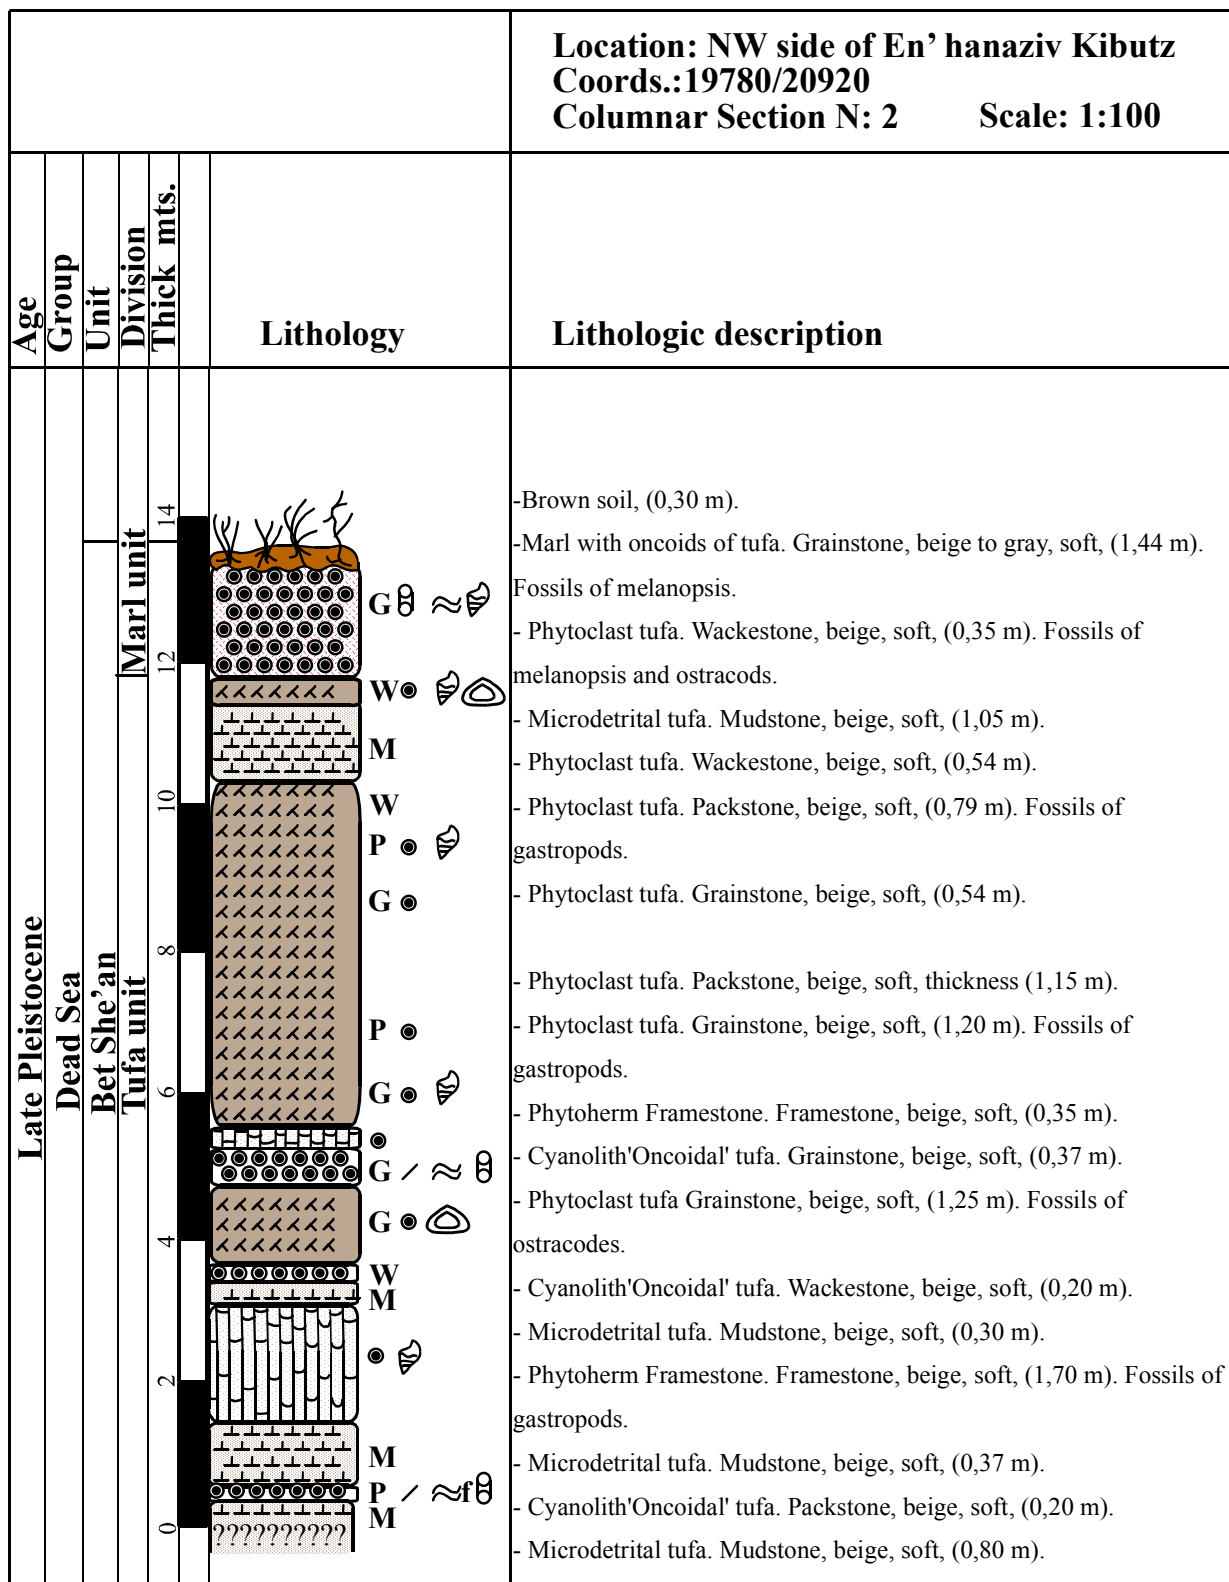 Location: NW side of En’ hanaziv Kibutz
Coords.:19780/20920
Columnar Section N: 2 Scale: 1:100
Age
Group
Unit
Division
Thick mts.
Lithology
Lithologic description
Late Pleistocene
Dead Sea
Bet She’an
Tufa unit
Marl unit
14
12
10
8
6
4
2
0
G
W
M
W
P
G
P
G
G
G
W
M
M
P f
M
??????????
-Brown soil, (0,30 m).
-Marl with oncoids of tufa. Grainstone, beige to gray, soft, (1,44 m).
Fossils of melanopsis.
- Phytoclast tufa. Wackestone, beige, soft, (0,35 m). Fossils of
melanopsis and ostracods.
- Microdetrital tufa. Mudstone, beige, soft, (1,05 m).
- Phytoclast tufa. Wackestone, beige, soft, (0,54 m).
- Phytoclast tufa. Packstone, beige, soft, (0,79 m). Fossils of
gastropods.
- Phytoclast tufa. Grainstone, beige, soft, (0,54 m).
- Phytoclast tufa. Packstone, beige, soft, thickness (1,15 m).
- Phytoclast tufa. Grainstone, beige, soft, (1,20 m). Fossils of
gastropods.
- Phytoherm Framestone. Framestone, beige, soft, (0,35 m).
- Cyanolith'Oncoidal' tufa. Grainstone, beige, soft, (0,37 m).
- Phytoclast tufa Grainstone, beige, soft, (1,25 m). Fossils of
ostracodes.
- Cyanolith'Oncoidal' tufa. Wackestone, beige, soft, (0,20 m).
- Microdetrital tufa. Mudstone, beige, soft, (0,30 m).
- Phytoherm Framestone. Framestone, beige, soft, (1,70 m). Fossils of
gastropods.
- Microdetrital tufa. Mudstone, beige, soft, (0,37 m).
- Cyanolith'Oncoidal' tufa. Packstone, beige, soft, (0,20 m).
- Microdetrital tufa. Mudstone, beige, soft, (0,80 m).